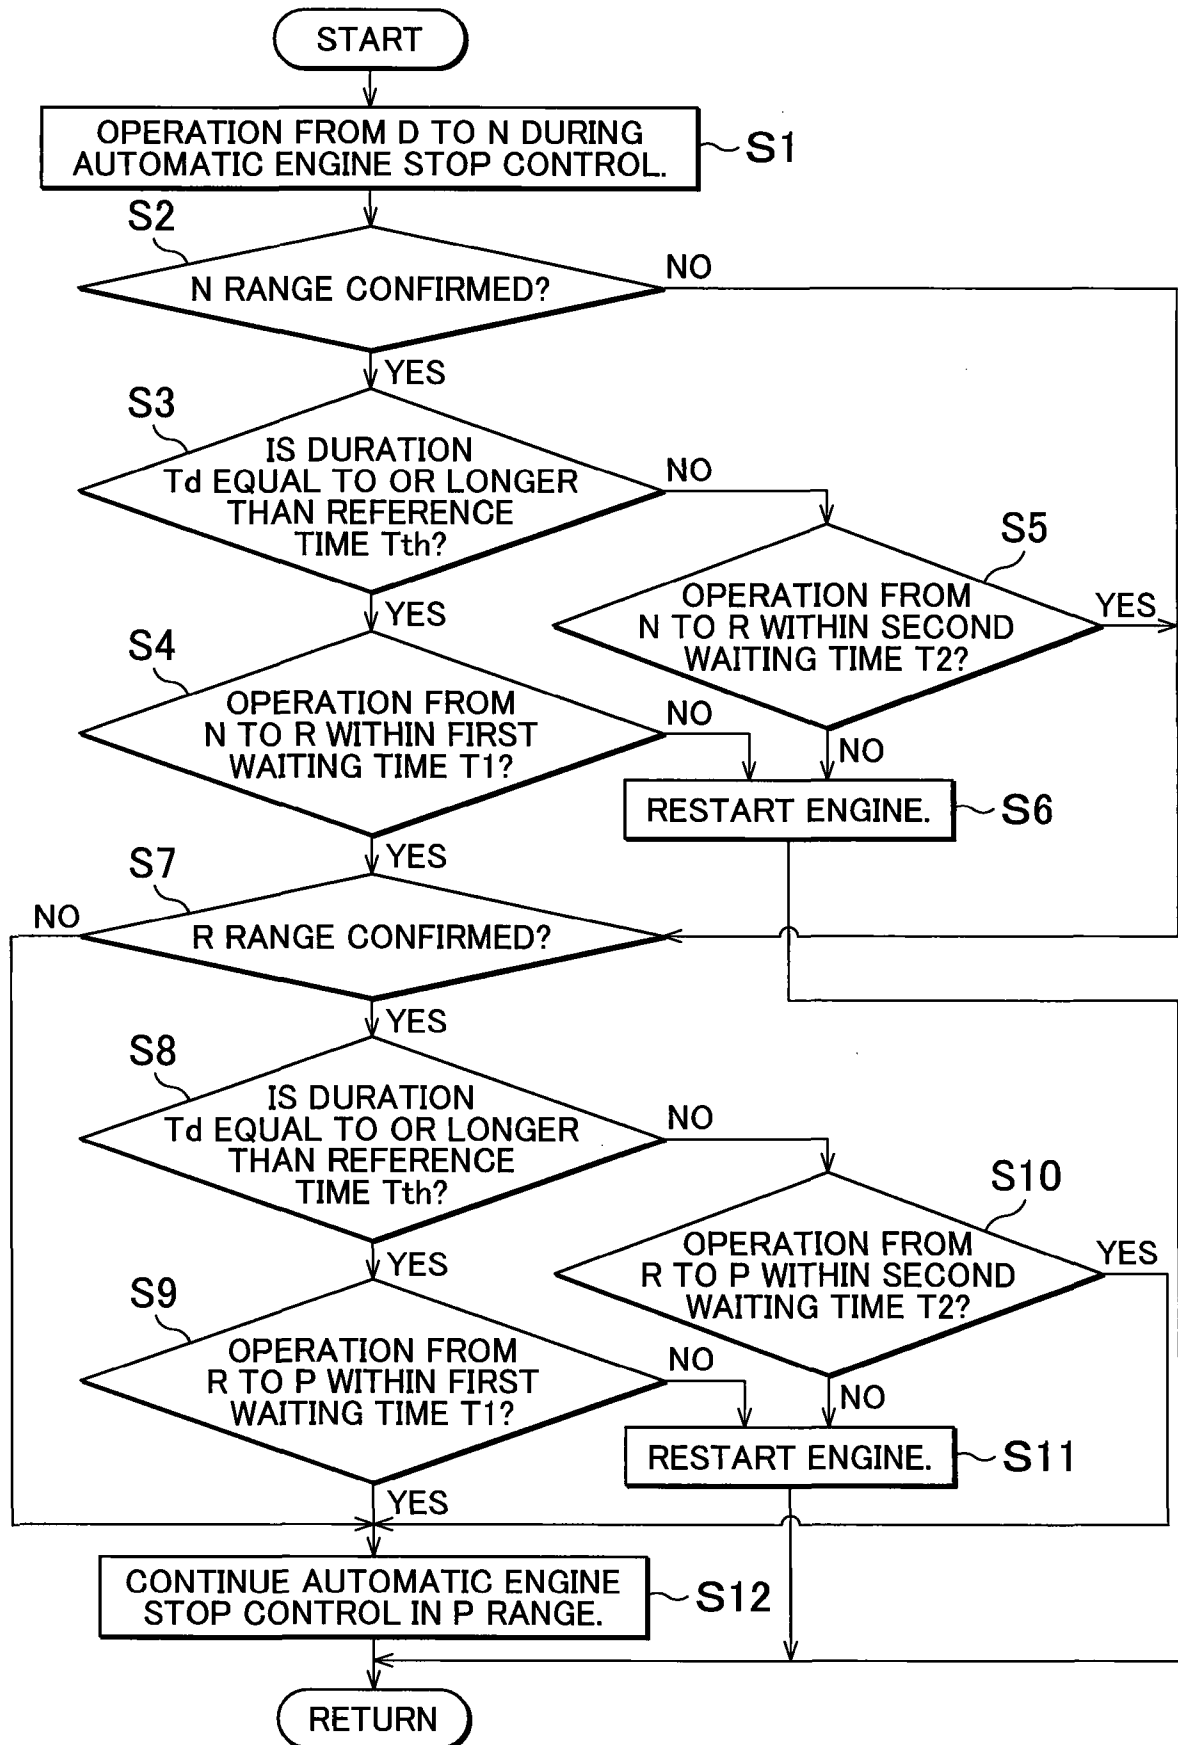 START
OPERATION FROM D TO N DURING
AUTOMATIC ENGINE STOP CONTROL.
S1
S2
N RANGE CONFIRMED?
NO
YES
S3
IS DURATION
Td EQUAL TO OR LONGER
THAN REFERENCE
TIME Tth?
NO
YES
S5
OPERATION FROM
N TO R WITHIN SECOND
WAITING TIME T2?
YES
NO
S4
OPERATION FROM
N TO R WITHIN FIRST
WAITING TIME T1?
NO
YES
RESTART ENGINE.
S6
S7
NO
R RANGE CONFIRMED?
YES
S8
IS DURATION
Td EQUAL TO OR LONGER
THAN REFERENCE
TIME Tth?
NO
YES
S10
OPERATION FROM
R TO P WITHIN SECOND
WAITING TIME T2?
YES
NO
S9
OPERATION FROM
R TO P WITHIN FIRST
WAITING TIME T1?
NO
YES
RESTART ENGINE.
S11
CONTINUE AUTOMATIC ENGINE
STOP CONTROL IN P RANGE.
S12
RETURN